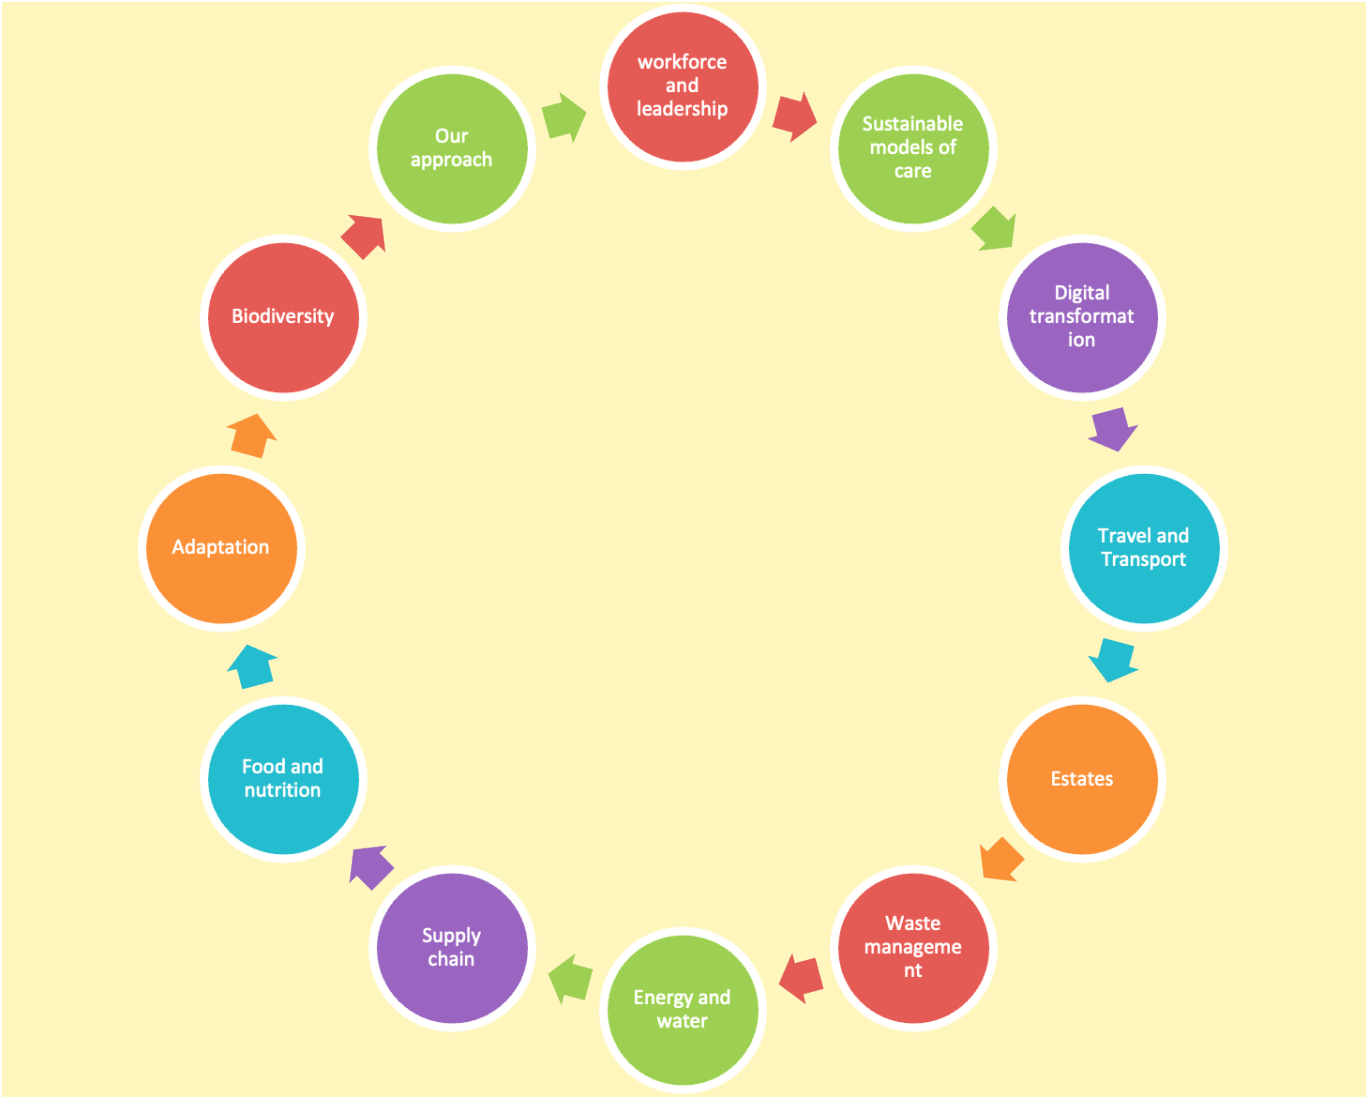 workforce
and
leadership
Sustainable
models of
care
Digital
transformat
ion
Travel and
Transport
Estates
Waste
manageme
nt
Energy and
water
Supply
chain
Food and
nutrition
Adaptation
Biodiversity
Our
approach